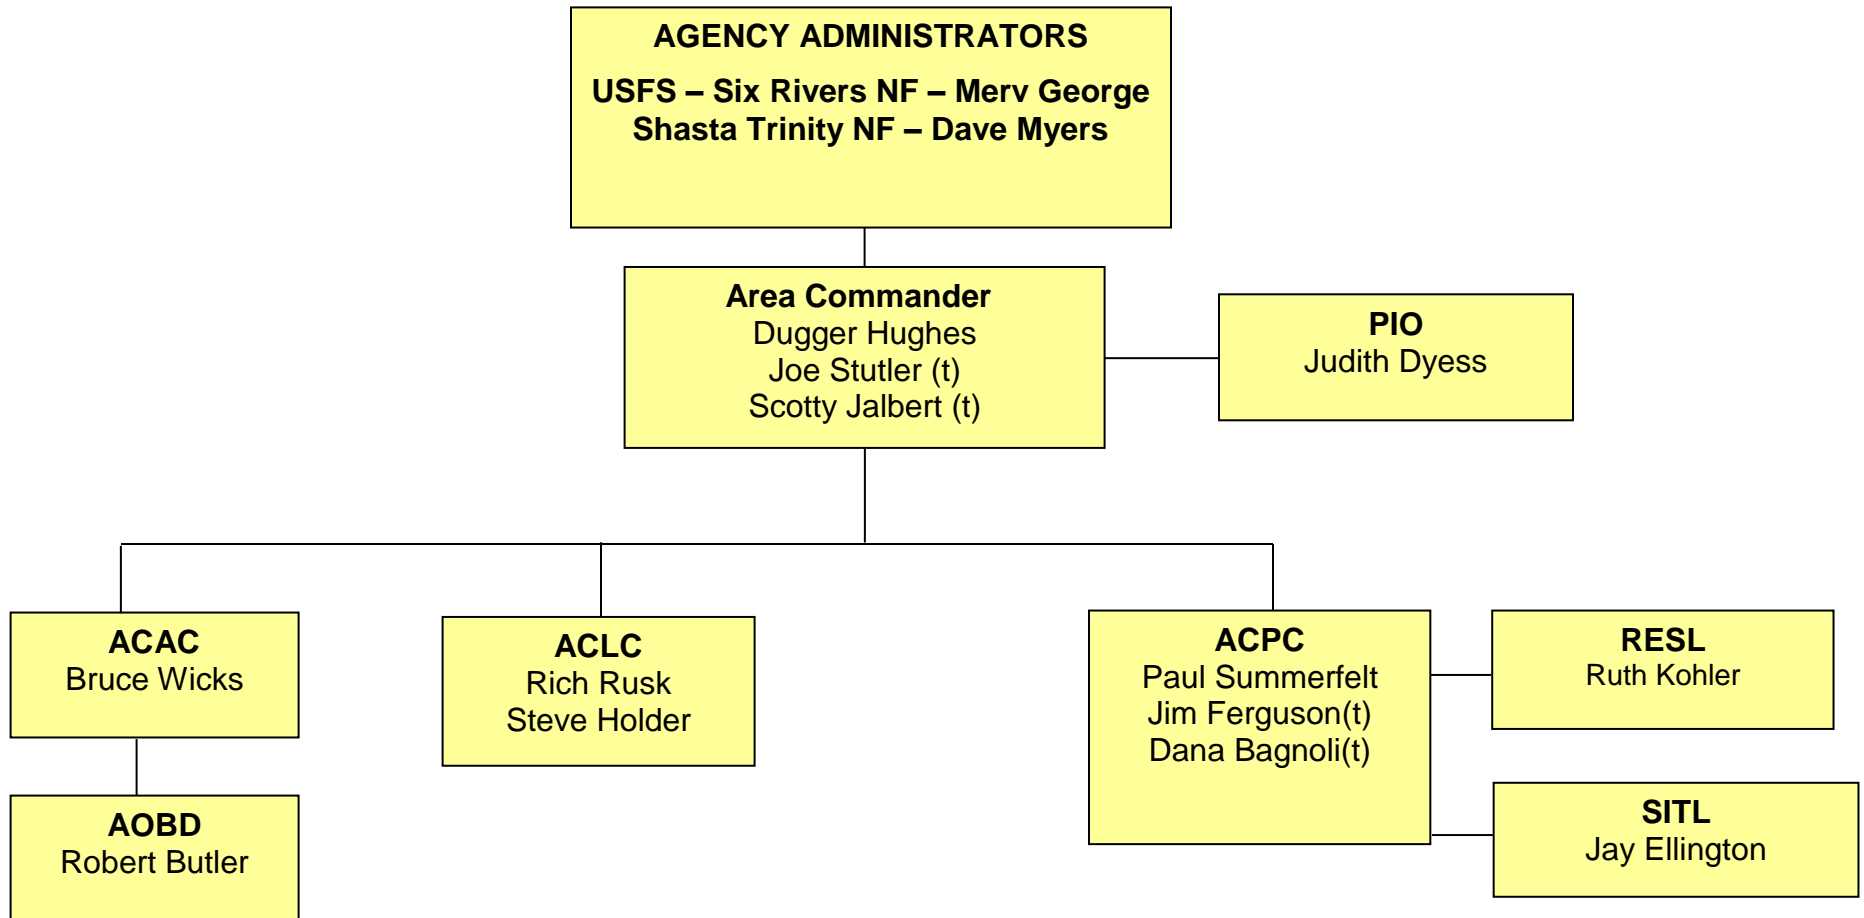 AGENCY ADMINISTRATORS
USFS – Six Rivers NF – Merv George
Shasta Trinity NF – Dave Myers
Area Commander
Dugger Hughes
Joe Stutler (t)
Scotty Jalbert (t)
PIO
Judith Dyess
ACAC
Bruce Wicks
AOBD
Robert Butler
ACLC
Rich Rusk
Steve Holder
ACPC
Paul Summerfelt
Jim Ferguson(t)
Dana Bagnoli(t)
RESL
Ruth Kohler
SITL
Jay Ellington